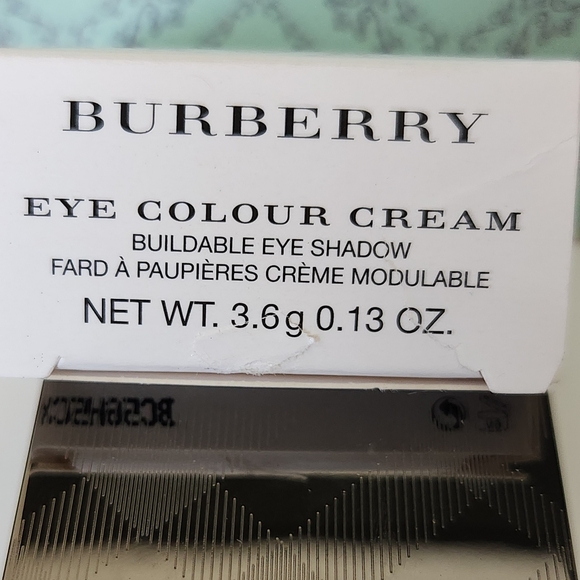 BURBERRY
EYE COLOUR CREAM
BUILDABLE EYE SHADOW
FARD À PAUPIÈRES CRÈME MODULABLE
NET WT. 3.6g 0.13 OZ.